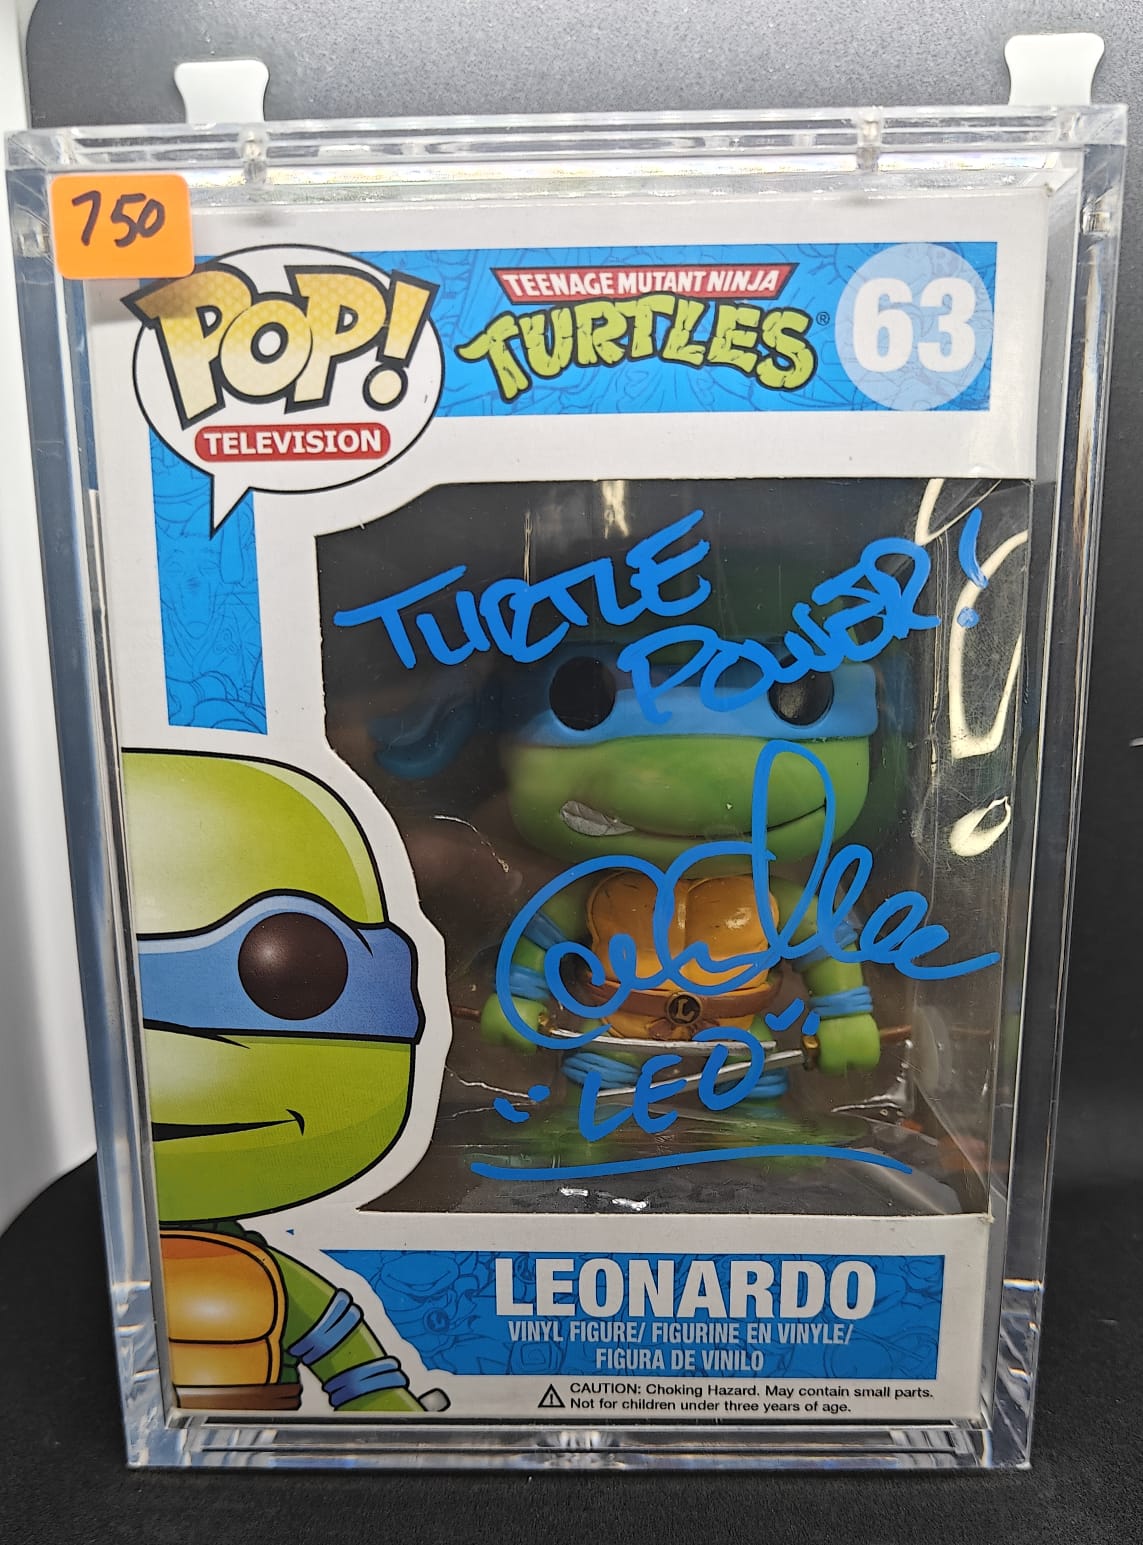 750
POP!
TELEVISION
TEENAGE MUTANT NINJA
TURTLES®
63
TURTLE
POWER!
"LEO"
L
LEONARDO
VINYL FIGURE/ FIGURINE EN VINYLE/
FIGURA DE VINILO
CAUTION: Choking Hazard. May contain small parts.
Not for children under three years of age.